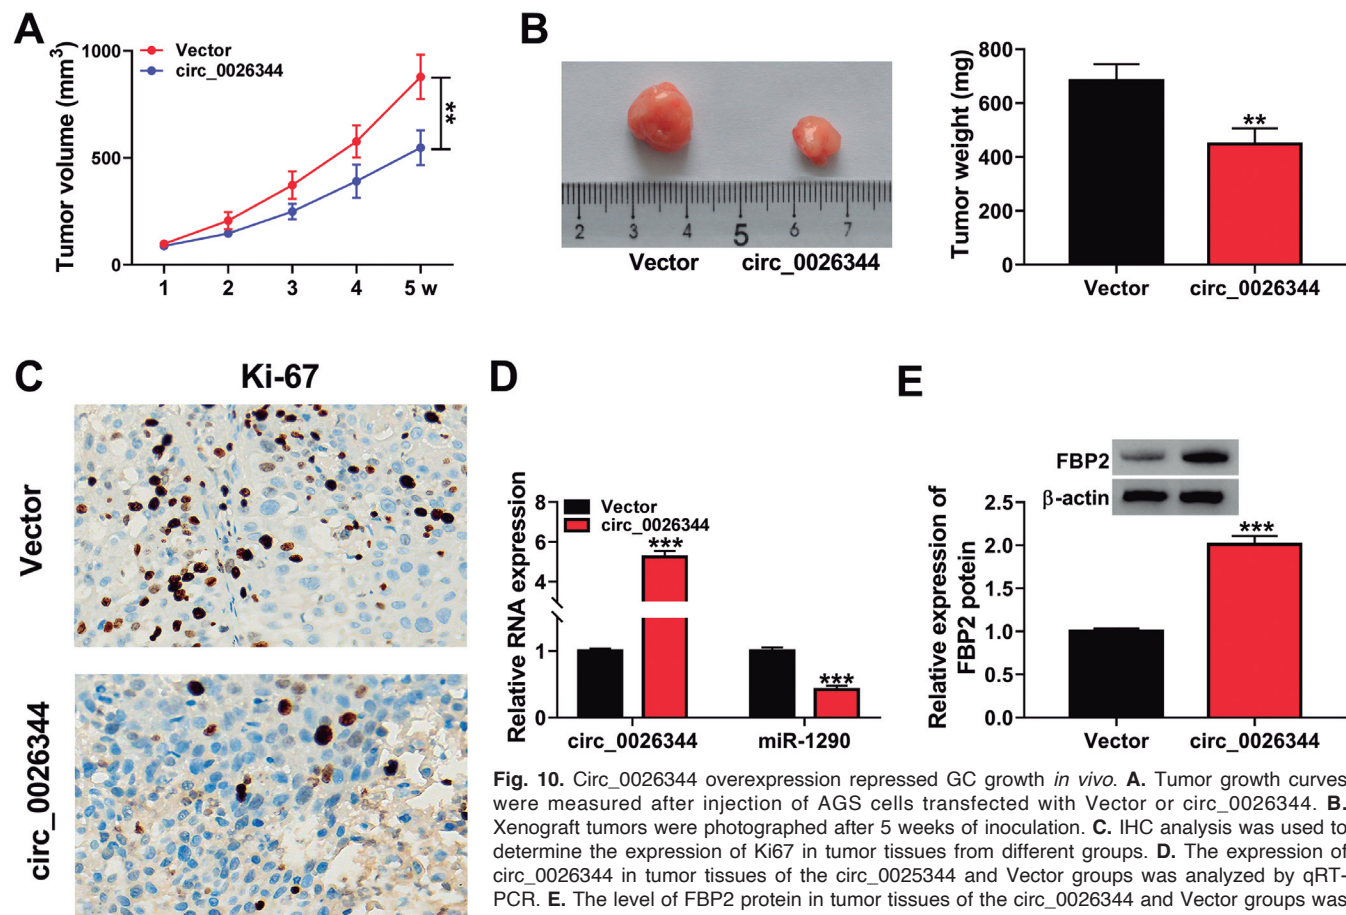 A
Tumor volume (mm³)
1000
500
0
Vector
circ_0026344
**
1 2 3 4 5 w
B
2 3 4 5 6 7
Vector circ_0026344
Tumor weight (mg)
800
600
400
200
0
**
Vector circ_0026344
C
Ki-67
Vector
circ_0026344
D
Relative RNA expression
8
6
4
1
0
Vector
circ_0026344
***
***
circ_0026344 miR-1290
E
FBP2
β-actin
Relative expression of
FBP2 potein
2.5
2.0
1.5
1.0
0.5
0.0
***
Vector circ_0026344
Fig. 10. Circ_0026344 overexpression repressed GC growth in vivo. A. Tumor growth curves
were measured after injection of AGS cells transfected with Vector or circ_0026344. B.
Xenograft tumors were photographed after 5 weeks of inoculation. C. IHC analysis was used to
determine the expression of Ki67 in tumor tissues from different groups. D. The expression of
circ_0026344 in tumor tissues of the circ_0025344 and Vector groups was analyzed by qRT-
PCR. E. The level of FBP2 protein in tumor tissues of the circ_0026344 and Vector groups was